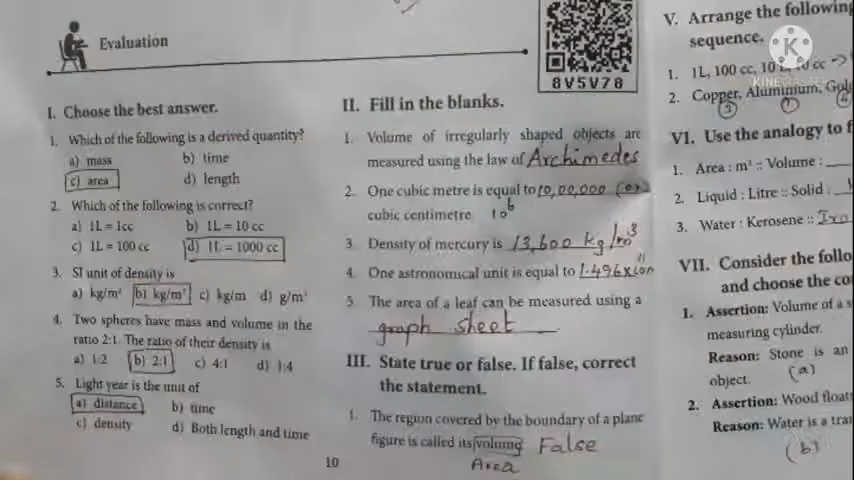 Evaluation
8V5V78
I. Choose the best answer.
1. Which of the following is a derived quantity?
a) mass b) time
c) area d) length
2. Which of the following is correct?
a) 1L = 1cc b) 1L = 10 cc
c) 1L = 100 cc d) 1L = 1000 cc
3. SI unit of density is
a) kg/m² b) kg/m³ c) kg/m d) g/m³
4. Two spheres have mass and volume in the
ratio 2:1. The ratio of their density is
a) 1:2 b) 2:1 c) 4:1 d) 1:4
5. Light year is the unit of
a) distance b) time
c) density d) Both length and time
10
II. Fill in the blanks.
1. Volume of irregularly shaped objects are
measured using the law of Archimedes
2. One cubic metre is equal to 10,00,000 (or)
cubic centimetre. 10⁶
3. Density of mercury is 13,600 kg/m³
4. One astronomical unit is equal to 1.496x10¹¹m
5. The area of a leaf can be measured using a
graph sheet
III. State true or false. If false, correct
the statement.
1. The region covered by the boundary of a plane
figure is called its volume False
Area
V. Arrange the following
sequence.
1. 1L, 100 cc, 10 L, 10 cc ->
2. Copper, Aluminium, Gol
3 1 4
VI. Use the analogy to f
1. Area : m² :: Volume :
2. Liquid : Litre :: Solid :
3. Water : Kerosene :: Iro
VII. Consider the follo
and choose the co
1. Assertion: Volume of a s
measuring cylinder.
Reason: Stone is an
object. (a)
2. Assertion: Wood float
Reason: Water is a tra
(b)
K
KINEMASTER